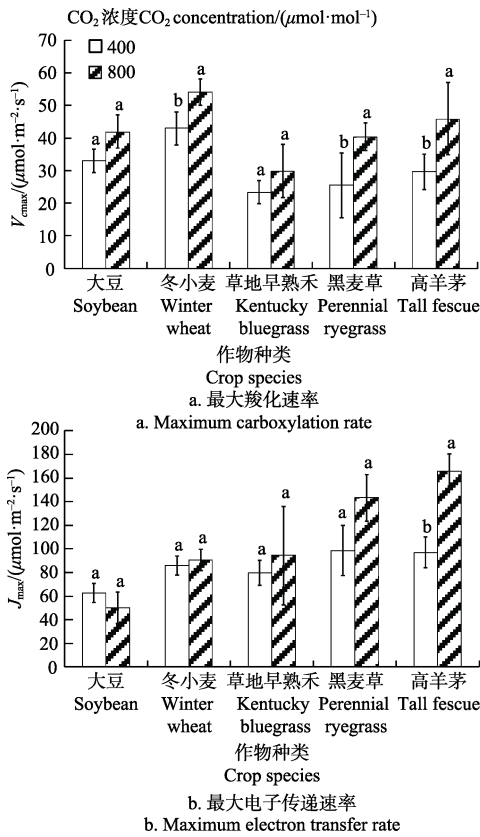 CO₂浓度CO₂ concentration/(μmol·mol⁻¹)
400
800
V_cmax/(μmol·m⁻²·s⁻¹)
70
60
50
40
30
20
10
0
a a b a a a b a b a
大豆 冬小麦 草地早熟禾 黑麦草 高羊茅
Soybean Winter Kentucky Perennial Tall fescue
wheat bluegrass ryegrass
作物种类
Crop species
a. 最大羧化速率
a. Maximum carboxylation rate
J_max/(μmol·m⁻²·s⁻¹)
200
180
160
140
120
100
80
60
40
20
0
a a a a a a a a b a
大豆 冬小麦 草地早熟禾 黑麦草 高羊茅
Soybean Winter Kentucky Perennial Tall fescue
wheat bluegrass ryegrass
作物种类
Crop species
b. 最大电子传递速率
b. Maximum electron transfer rate